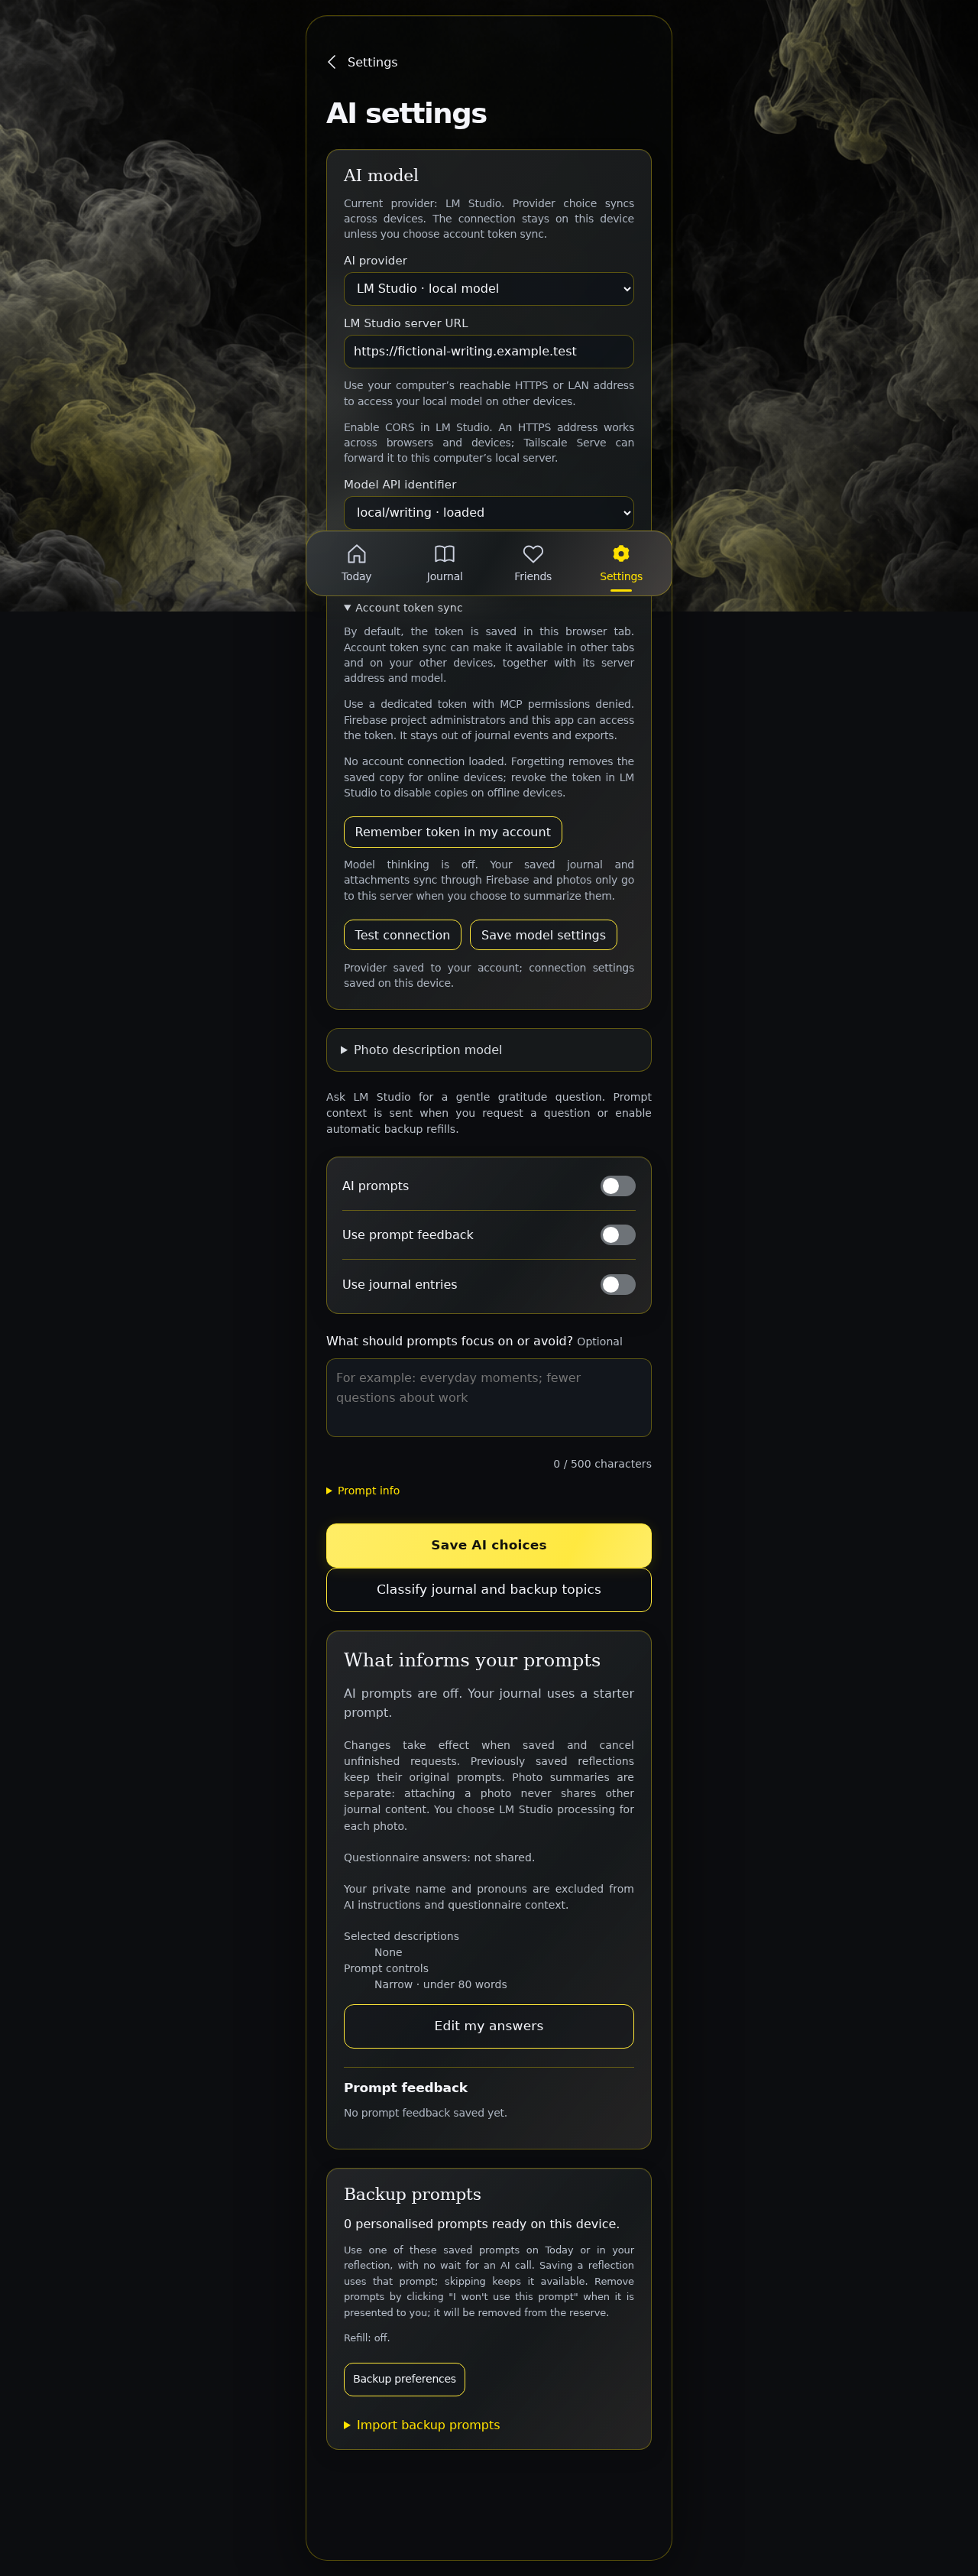 Settings
AI settings
AI model
Current provider: LM Studio. Provider choice syncs
across devices. The connection stays on this device
unless you choose account token sync.
AI provider
LM Studio · local model
LM Studio server URL
https://fictional-writing.example.test
Use your computer’s reachable HTTPS or LAN address
to access your local model on other devices.
Enable CORS in LM Studio. An HTTPS address works
across browsers and devices; Tailscale Serve can
forward it to this computer’s local server.
Model API identifier
local/writing · loaded
Today
Journal
Friends
Settings
▼ Account token sync
By default, the token is saved in this browser tab.
Account token sync can make it available in other tabs
and on your other devices, together with its server
address and model.
Use a dedicated token with MCP permissions denied.
Firebase project administrators and this app can access
the token. It stays out of journal events and exports.
No account connection loaded. Forgetting removes the
saved copy for online devices; revoke the token in LM
Studio to disable copies on offline devices.
Remember token in my account
Model thinking is off. Your saved journal and
attachments sync through Firebase and photos only go
to this server when you choose to summarize them.
Test connection
Save model settings
Provider saved to your account; connection settings
saved on this device.
▶ Photo description model
Ask LM Studio for a gentle gratitude question. Prompt
context is sent when you request a question or enable
automatic backup refills.
AI prompts
Use prompt feedback
Use journal entries
What should prompts focus on or avoid? Optional
For example: everyday moments; fewer
questions about work
0 / 500 characters
▶ Prompt info
Save AI choices
Classify journal and backup topics
What informs your prompts
AI prompts are off. Your journal uses a starter
prompt.
Changes take effect when saved and cancel
unfinished requests. Previously saved reflections
keep their original prompts. Photo summaries are
separate: attaching a photo never shares other
journal content. You choose LM Studio processing for
each photo.
Questionnaire answers: not shared.
Your private name and pronouns are excluded from
AI instructions and questionnaire context.
Selected descriptions
None
Prompt controls
Narrow · under 80 words
Edit my answers
Prompt feedback
No prompt feedback saved yet.
Backup prompts
0 personalised prompts ready on this device.
Use one of these saved prompts on Today or in your
reflection, with no wait for an AI call. Saving a reflection
uses that prompt; skipping keeps it available. Remove
prompts by clicking "I won't use this prompt" when it is
presented to you; it will be removed from the reserve.
Refill: off.
Backup preferences
▶ Import backup prompts